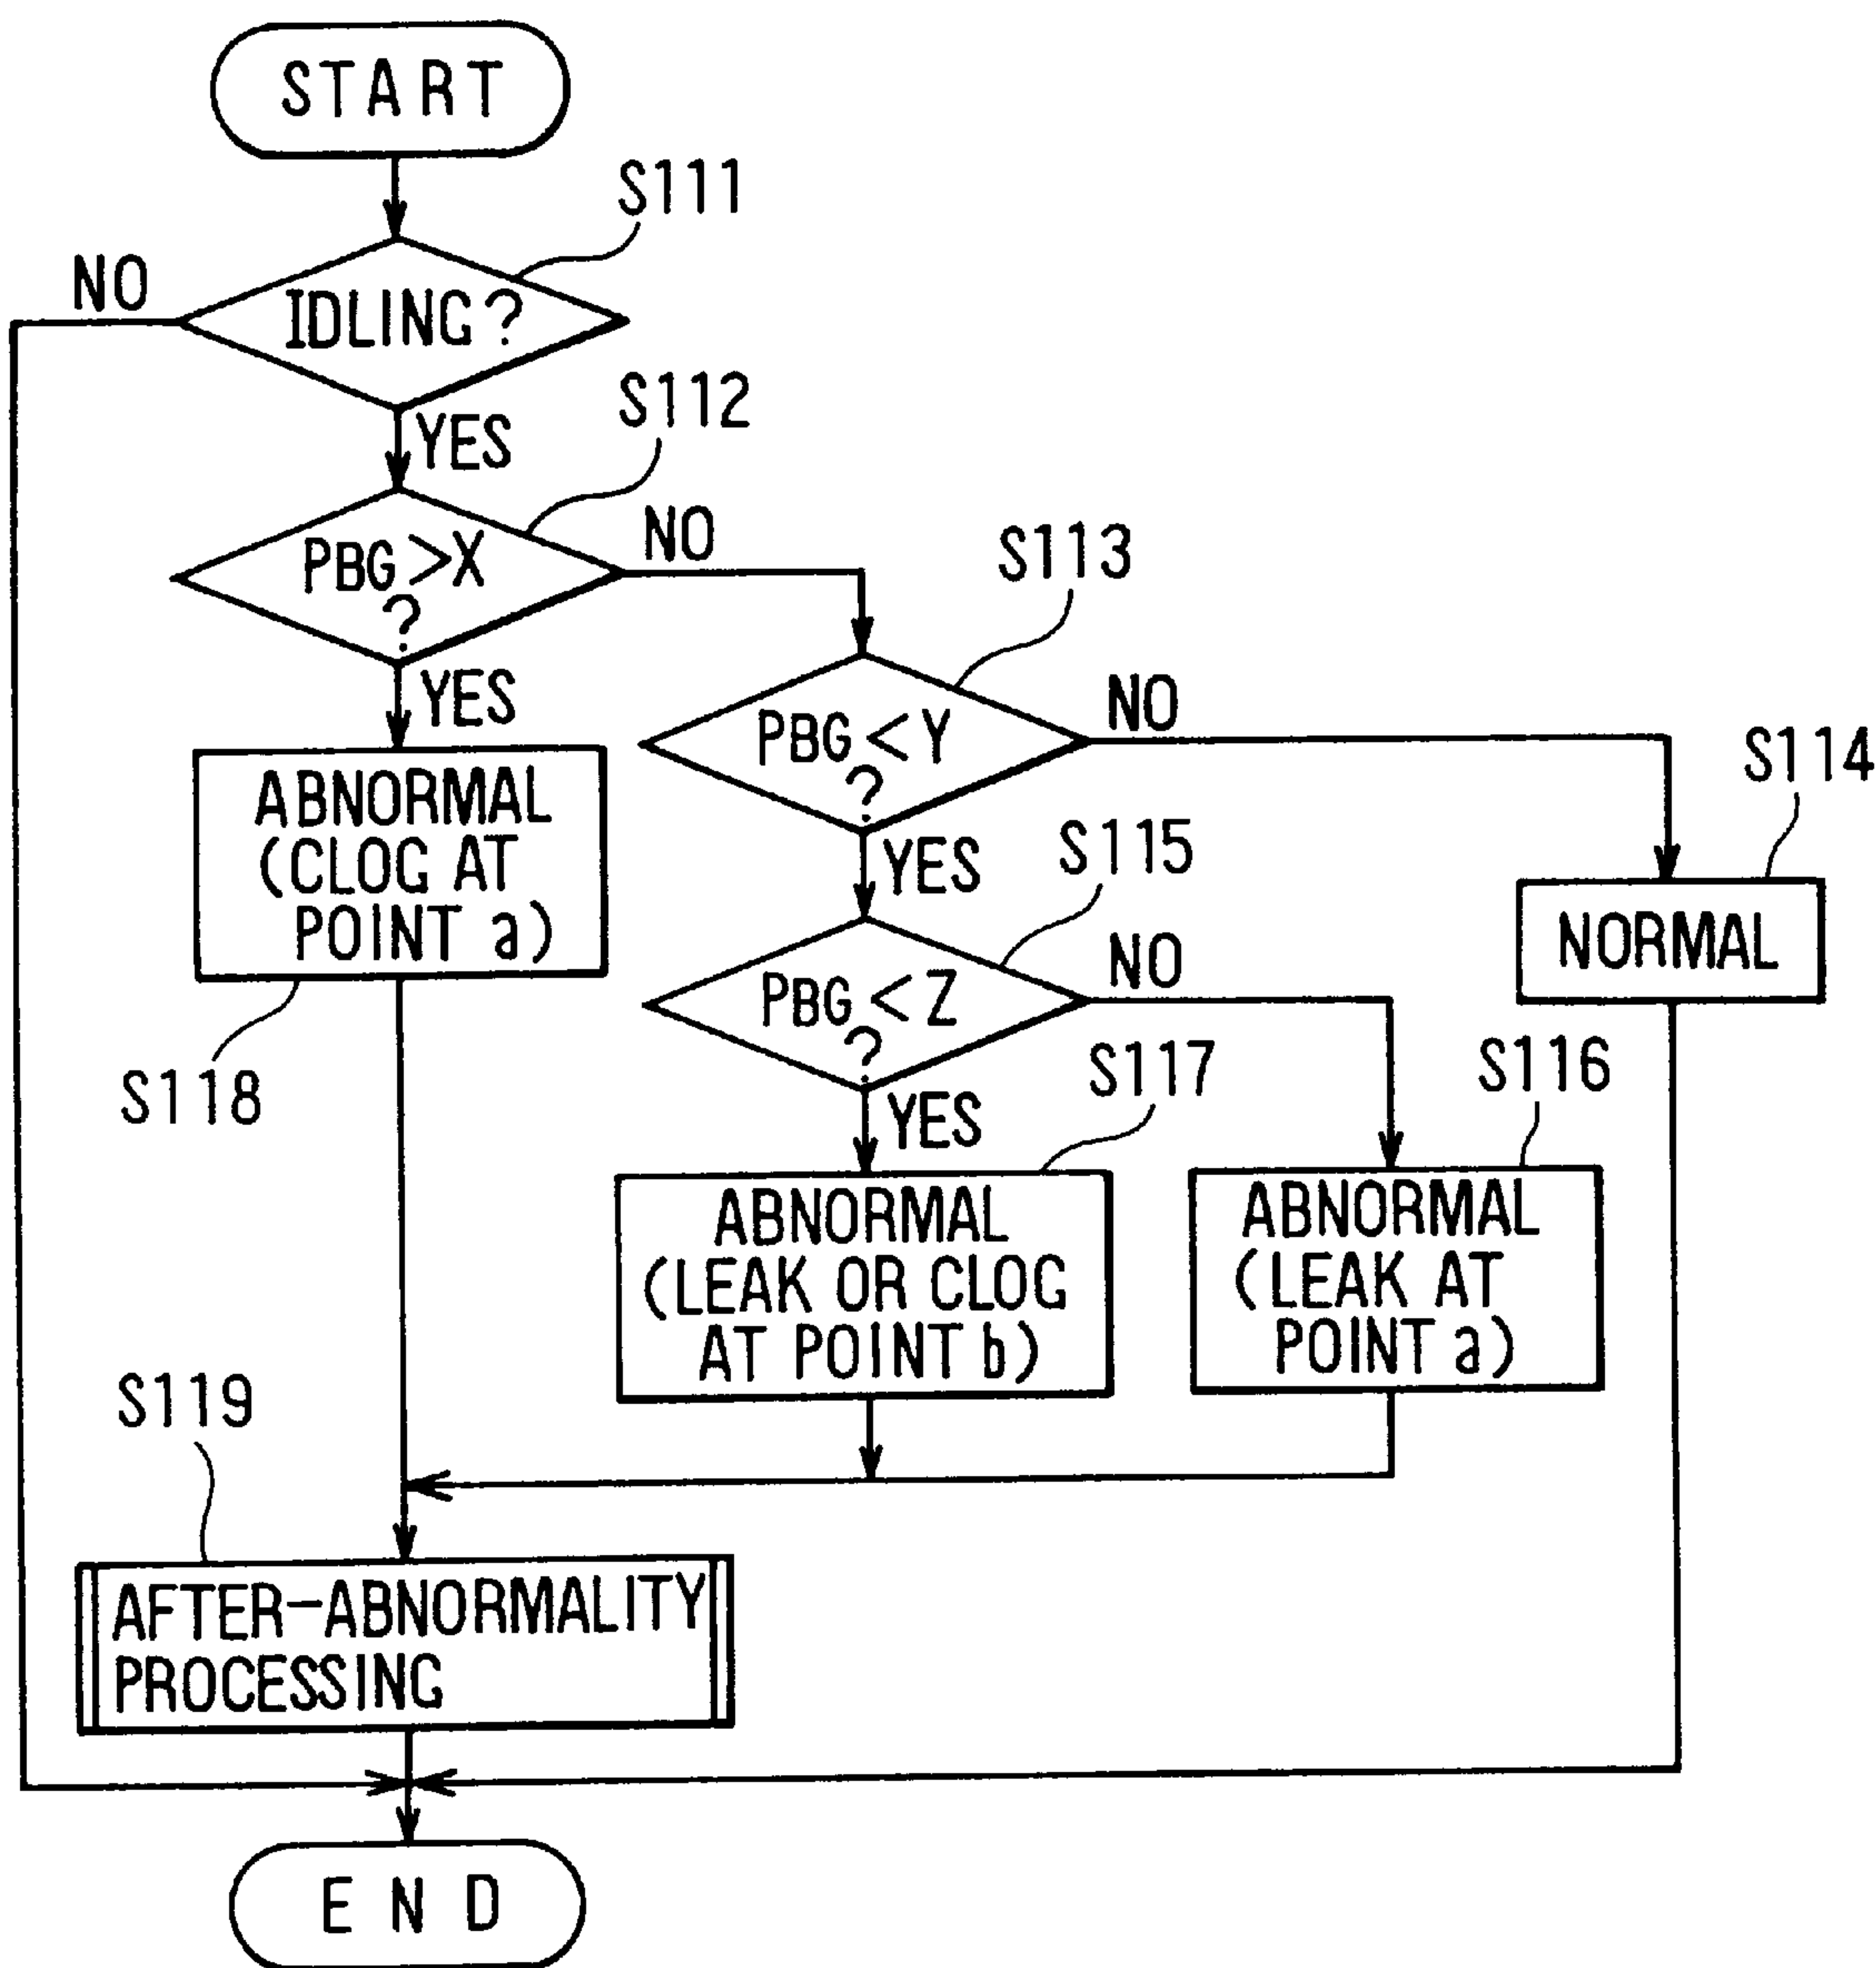 START
S111
NO
IDLING?
S112
YES
NO
PBG>X
?
S113
YES
NO
PBG<Y
?
S114
ABNORMAL
(CLOG AT
POINT a)
S115
YES
NO
NORMAL
PBG<Z
?
S118
S117
S116
YES
ABNORMAL
(LEAK OR CLOG
AT POINT b)
ABNORMAL
(LEAK AT
POINT a)
S119
AFTER-ABNORMALITY
PROCESSING
END